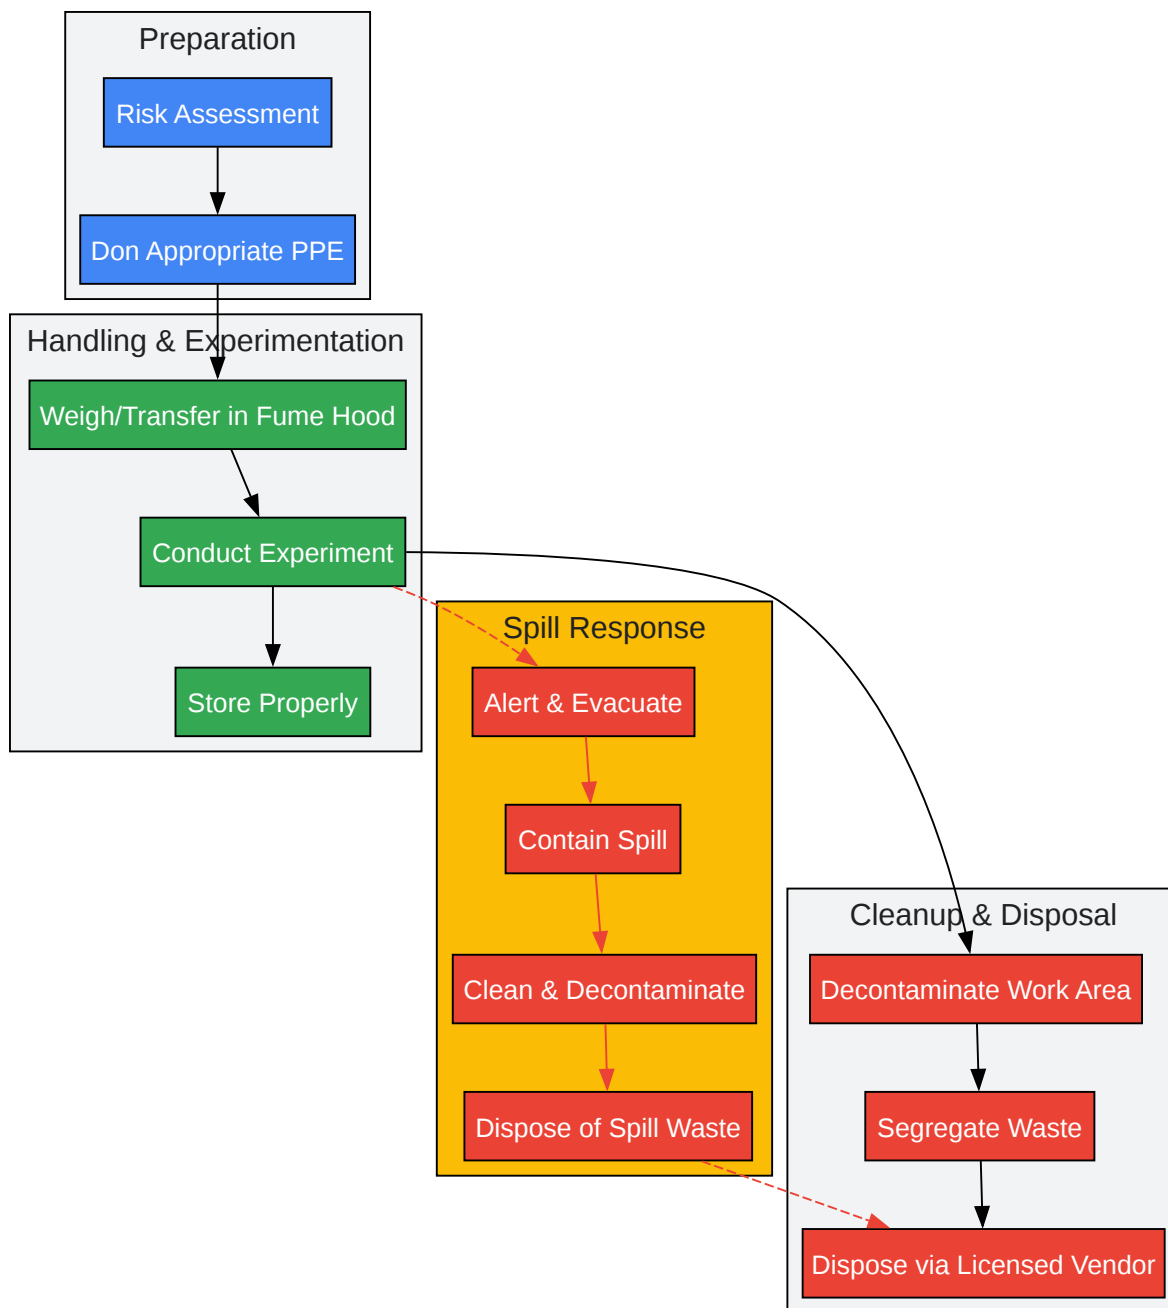 Preparation
Risk Assessment
Don Appropriate PPE
Handling & Experimentation
Weigh/Transfer in Fume Hood
Conduct Experiment
Store Properly
Spill Response
Alert & Evacuate
Contain Spill
Clean & Decontaminate
Dispose of Spill Waste
Cleanup & Disposal
Decontaminate Work Area
Segregate Waste
Dispose via Licensed Vendor